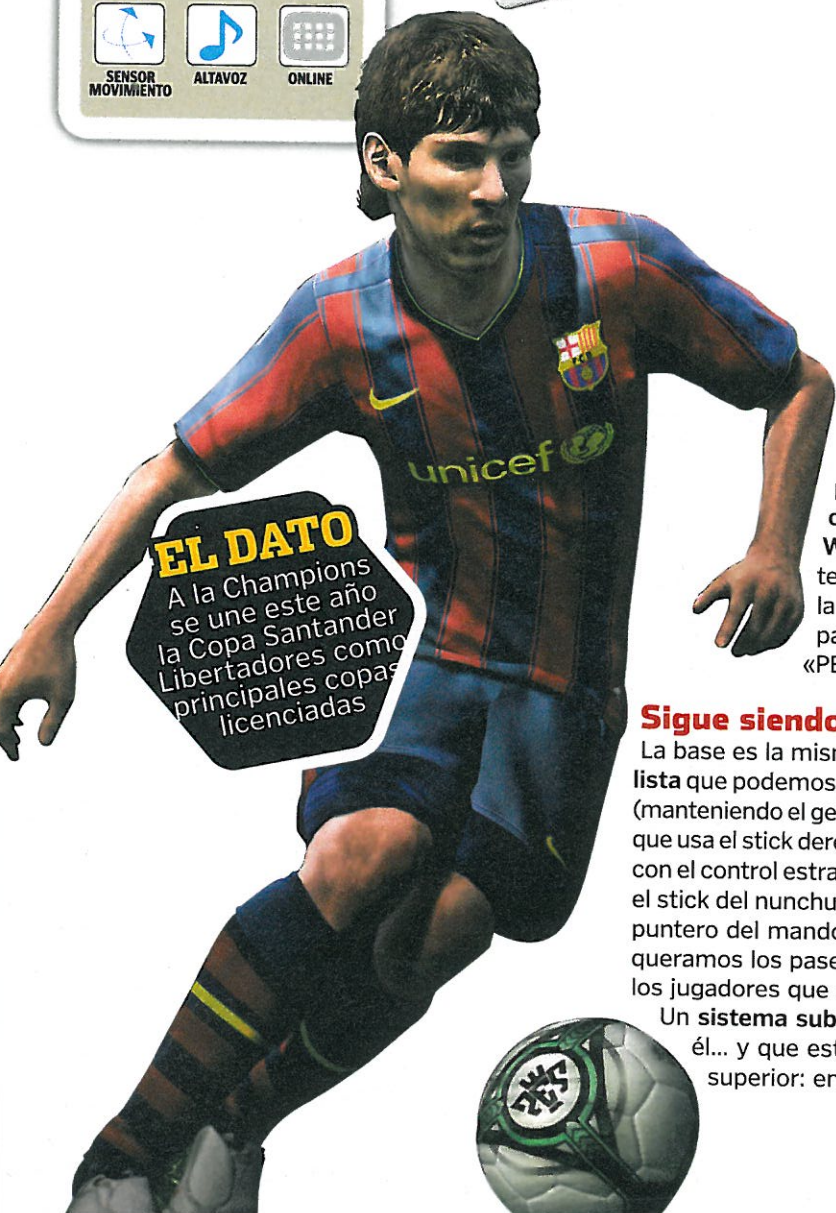 SENSOR
MOVIMIENTO
ALTAVOZ
ONLINE
unicef
EL DATO
A la Champions
se une este año
la Copa Santander
Libertadores como
principales copas
licenciadas
W
te
la
pa
«PE
Sigue siendo
La base es la mism
lista que podemos
(manteniendo el ge
que usa el stick dere
con el control estra
el stick del nunchu
puntero del mando
queramos los pase
los jugadores que
Un sistema sub
él... y que est
superior: en
PES